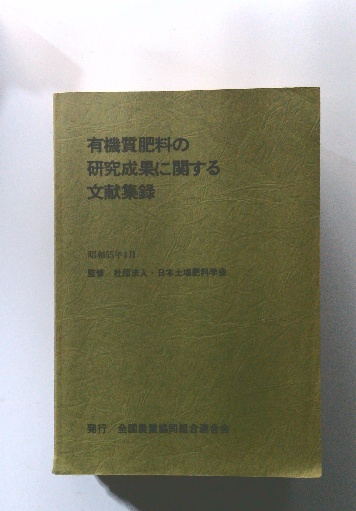 有機質肥料の
研究成果に関する
文献集録
昭和55年4月
監修 社団法人・日本土壌肥料学会
発行 全国農業協同組合連合会